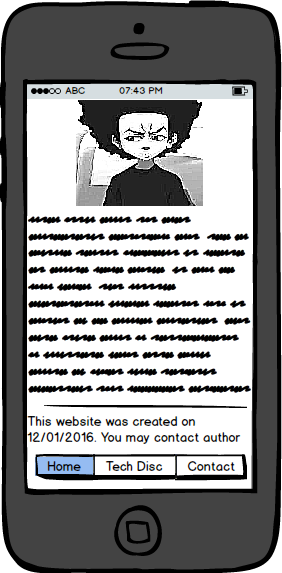 ABC 07:43 PM
This website was created on
12/01/2016. You may contact author
Home Tech Disc Contact